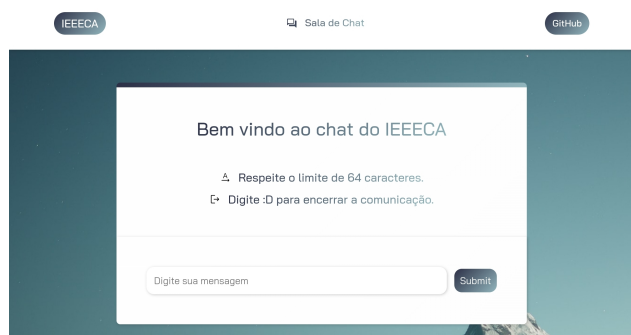 IEEECA
Sala de Chat
GitHub
Bem vindo ao chat do IEEECA
Respeite o limite de 64 caracteres.
Digite :D para encerrar a comunicação.
Digite sua mensagem
Submit